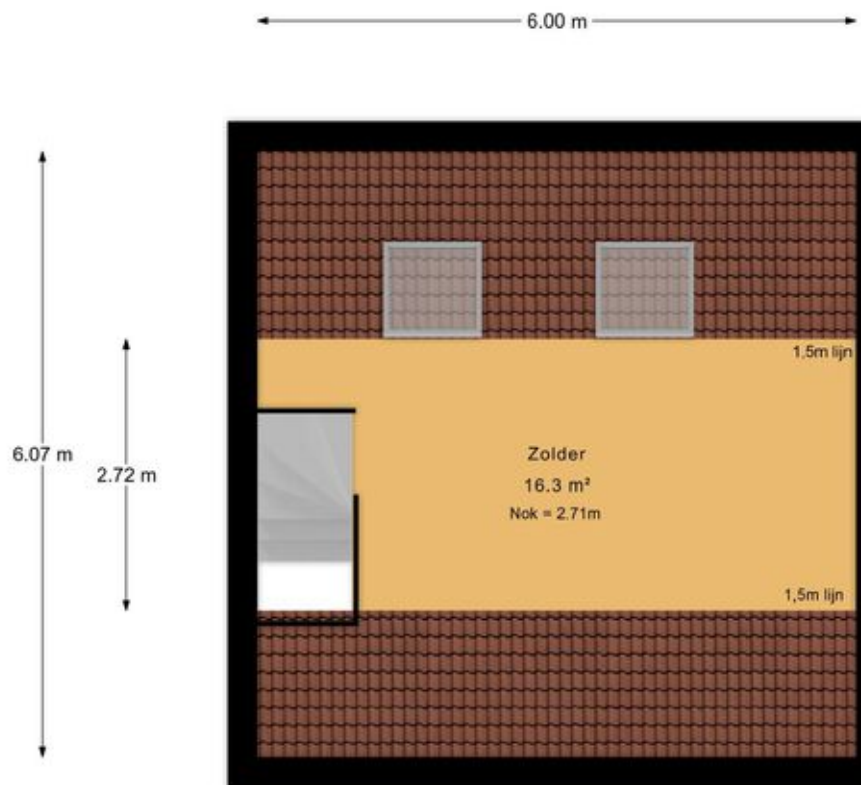 6.00 m
1,5m lijn
6.07 m
2.72 m
Zolder
16.3 m²
Nok = 2.71m
1,5m lijn